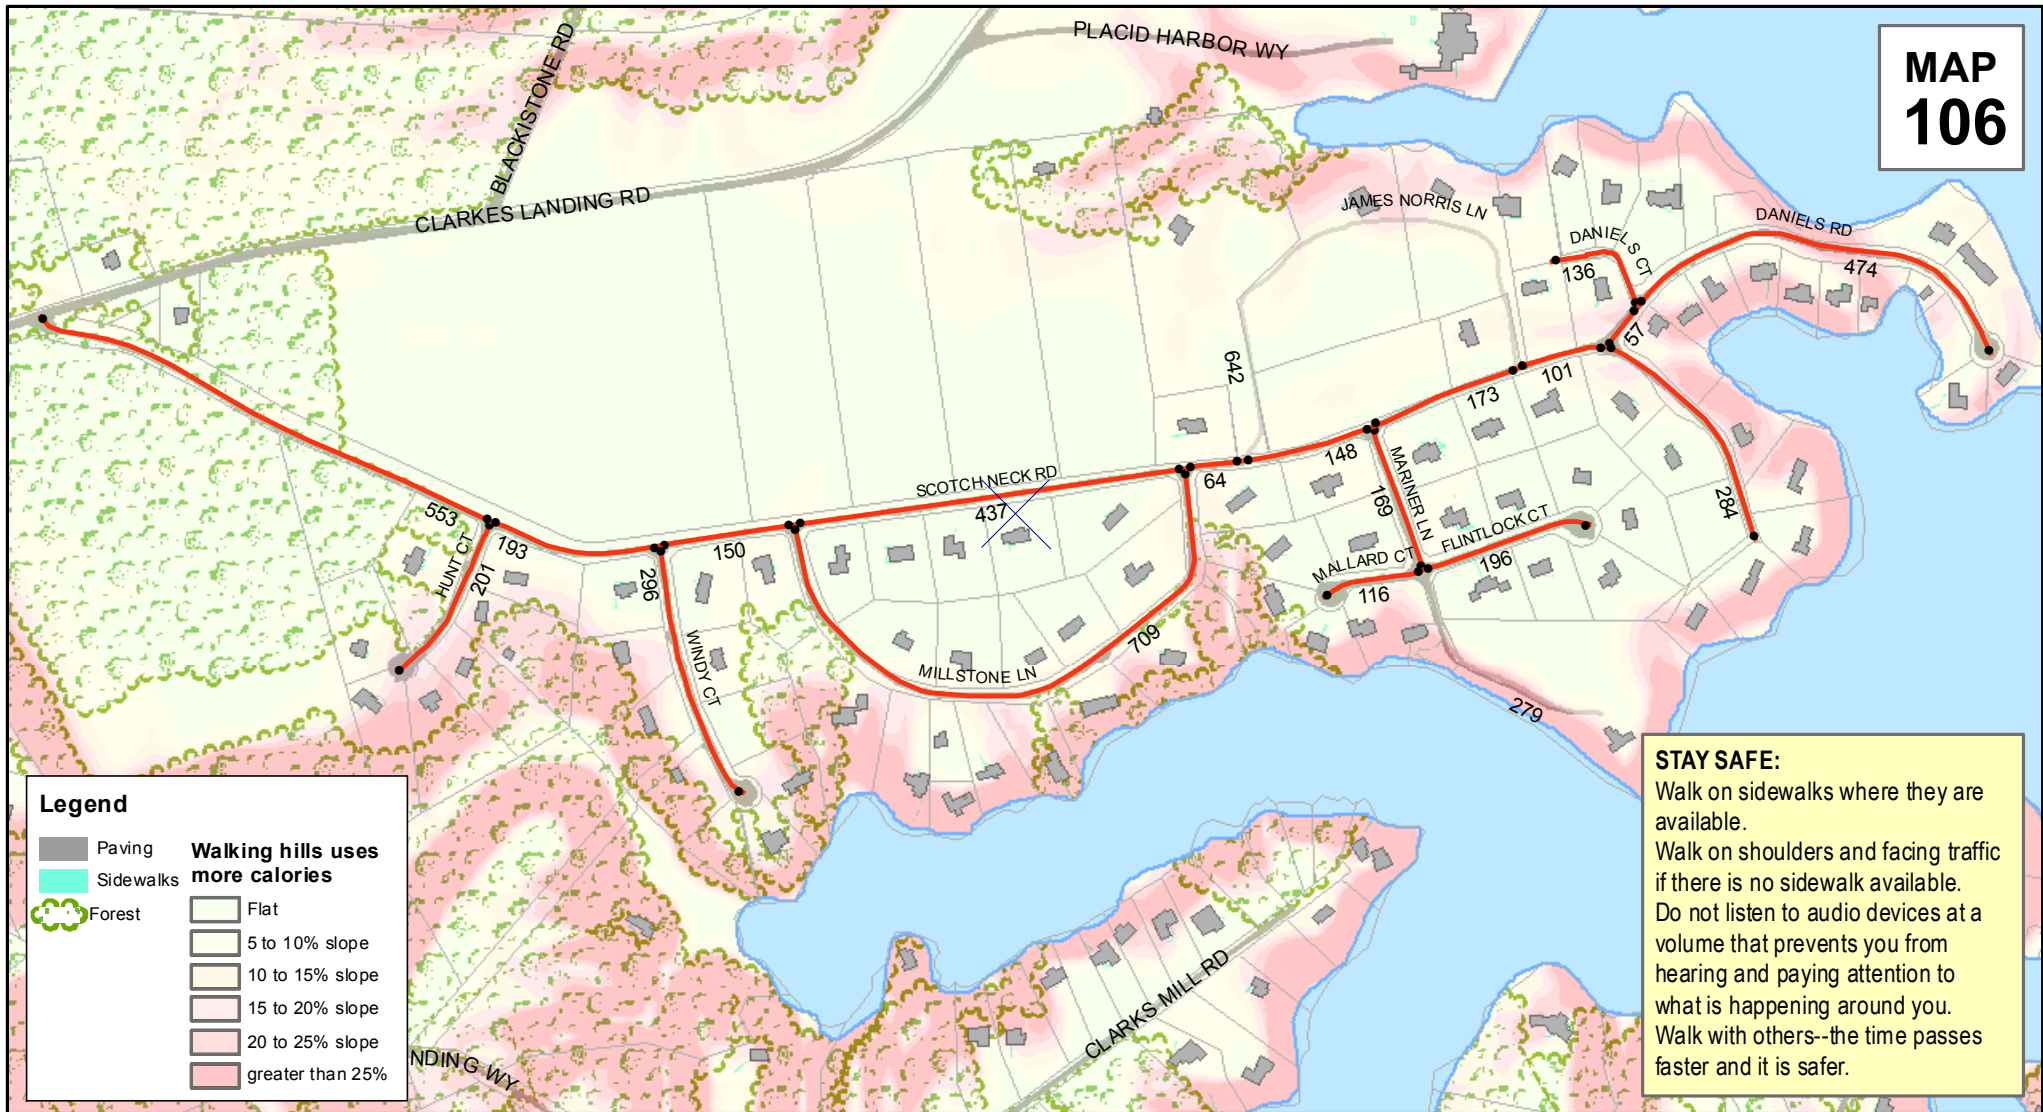 PLACID HARBOR WY
MAP
106
BLACKISTONE RD
CLARKES LANDING RD
JAMES NORRIS LN
DANIELS CT
DANIELS RD
136
474
57
642
101
173
148
64
SCOTCH NECK RD
437
MARINER LN
169
284
FLINTLOCK CT
196
MALLARD CT
116
553
193
HUNT CT
201
150
296
WINDY CT
709
MILLSTONE LN
279
Legend
Paving
Sidewalks
Forest
Walking hills uses
more calories
Flat
5 to 10% slope
10 to 15% slope
15 to 20% slope
20 to 25% slope
greater than 25%
NDING WY
CLARKS MILL RD
STAY SAFE:
Walk on sidewalks where they are
available.
Walk on shoulders and facing traffic
if there is no sidewalk available.
Do not listen to audio devices at a
volume that prevents you from
hearing and paying attention to
what is happening around you.
Walk with others--the time passes
faster and it is safer.